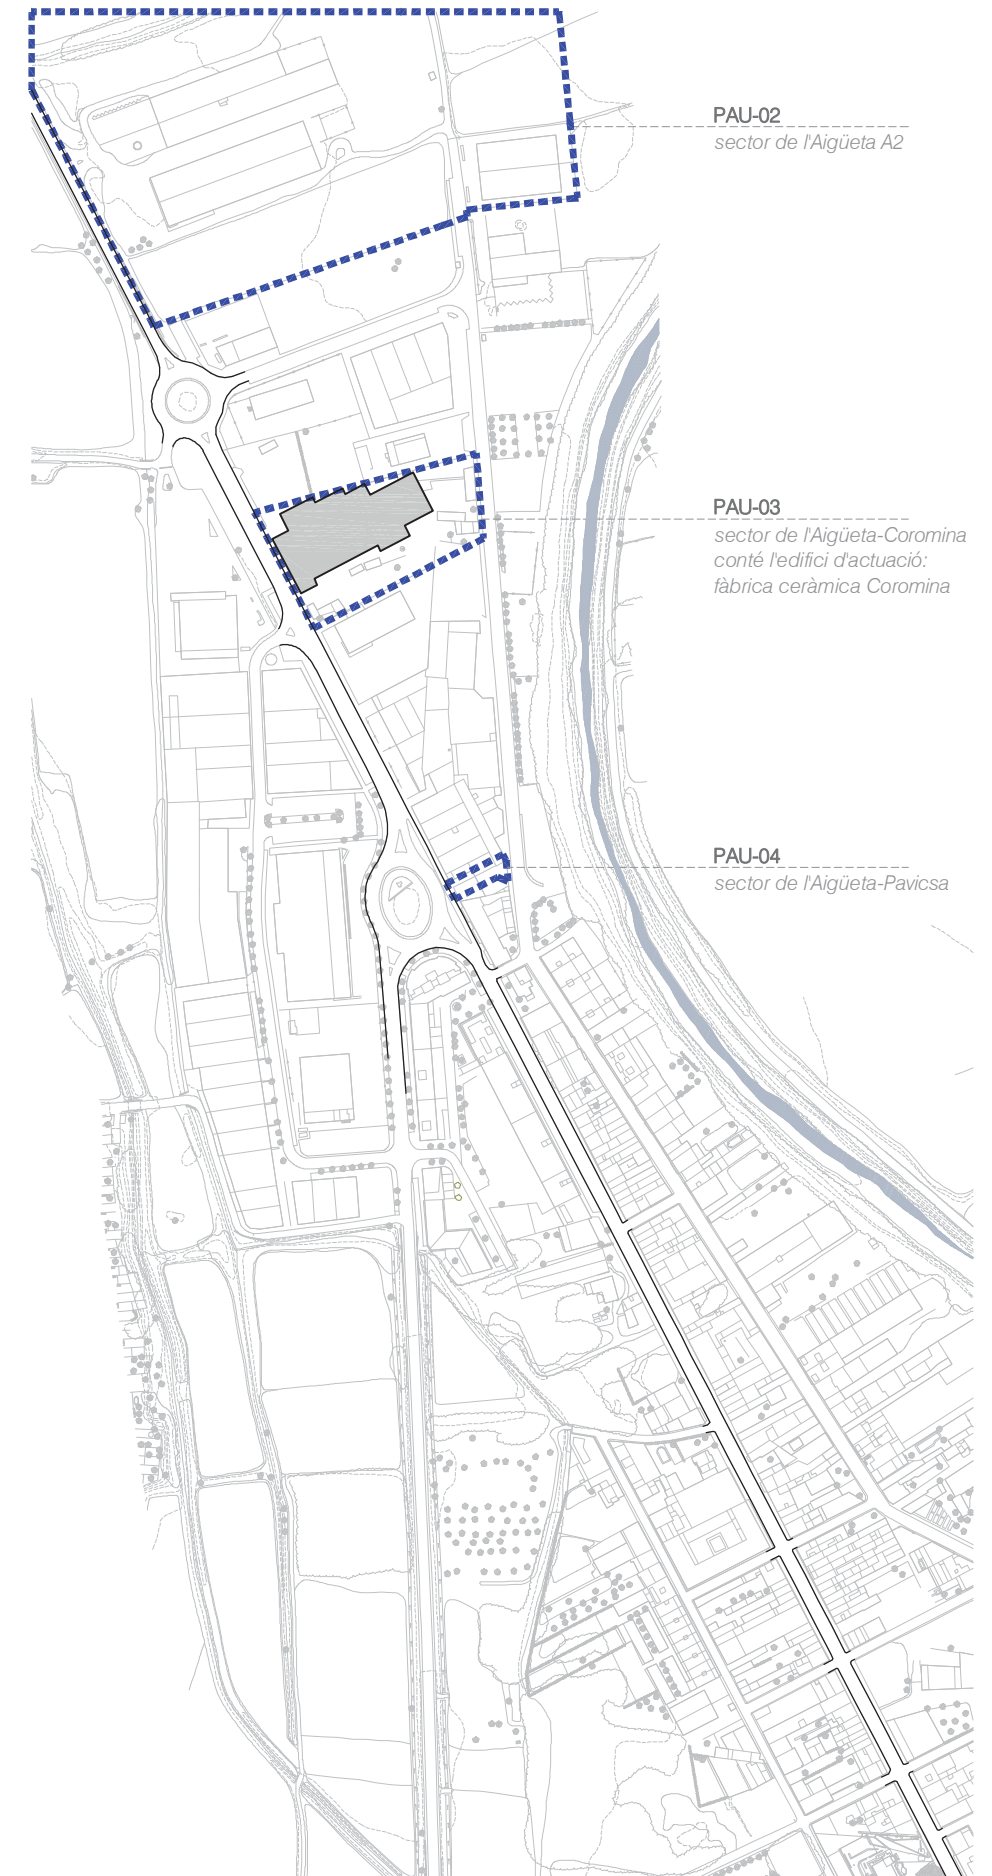 PAU-02
sector de l'Aigüeta A2
PAU-03
sector de l'Aigüeta-Coromina
conté l'edifici d'actuació:
fàbrica ceràmica Coromina
PAU-04
sector de l'Aigüeta-Pavicsa